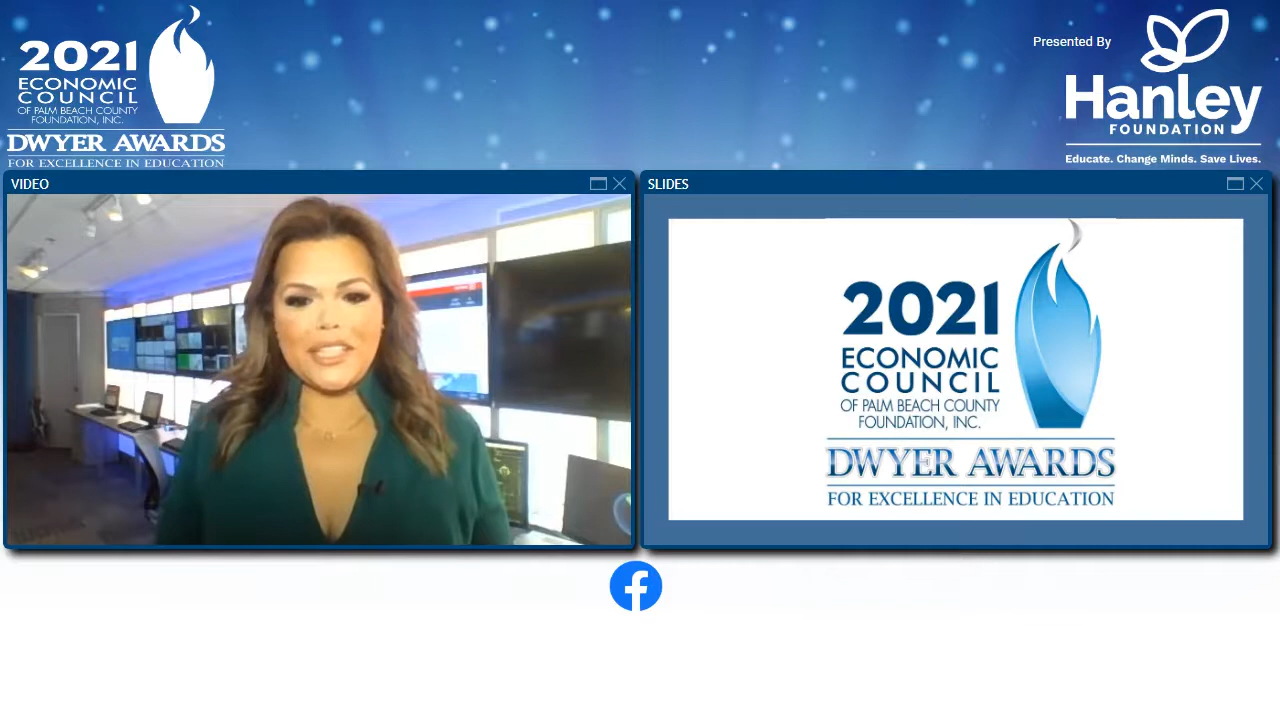 2021
ECONOMIC
COUNCIL
OF PALM BEACH COUNTY
FOUNDATION, INC.
DWYER AWARDS
FOR EXCELLENCE IN EDUCATION
Presented By
Hanley
FOUNDATION
Educate. Change Minds. Save Lives.
VIDEO
SLIDES
2021
ECONOMIC
COUNCIL
OF PALM BEACH COUNTY
FOUNDATION, INC.
DWYER AWARDS
FOR EXCELLENCE IN EDUCATION